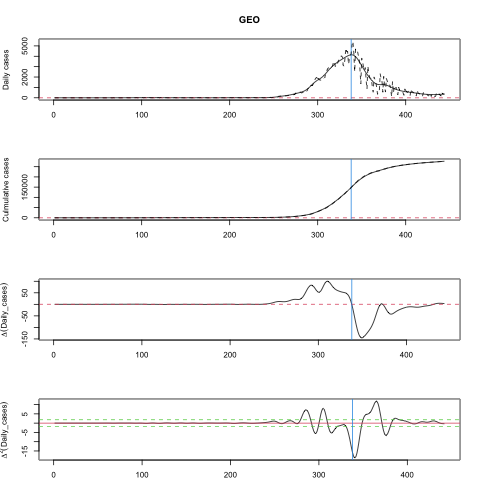 GEO
Daily cases
0 2000 5000
0 100 200 300 400
Culmulative cases
0 150000
0 100 200 300 400
Δ(Daily_cases)
-150 -50 50
0 100 200 300 400
Δ²(Daily_cases)
-15 -5 5
0 100 200 300 400